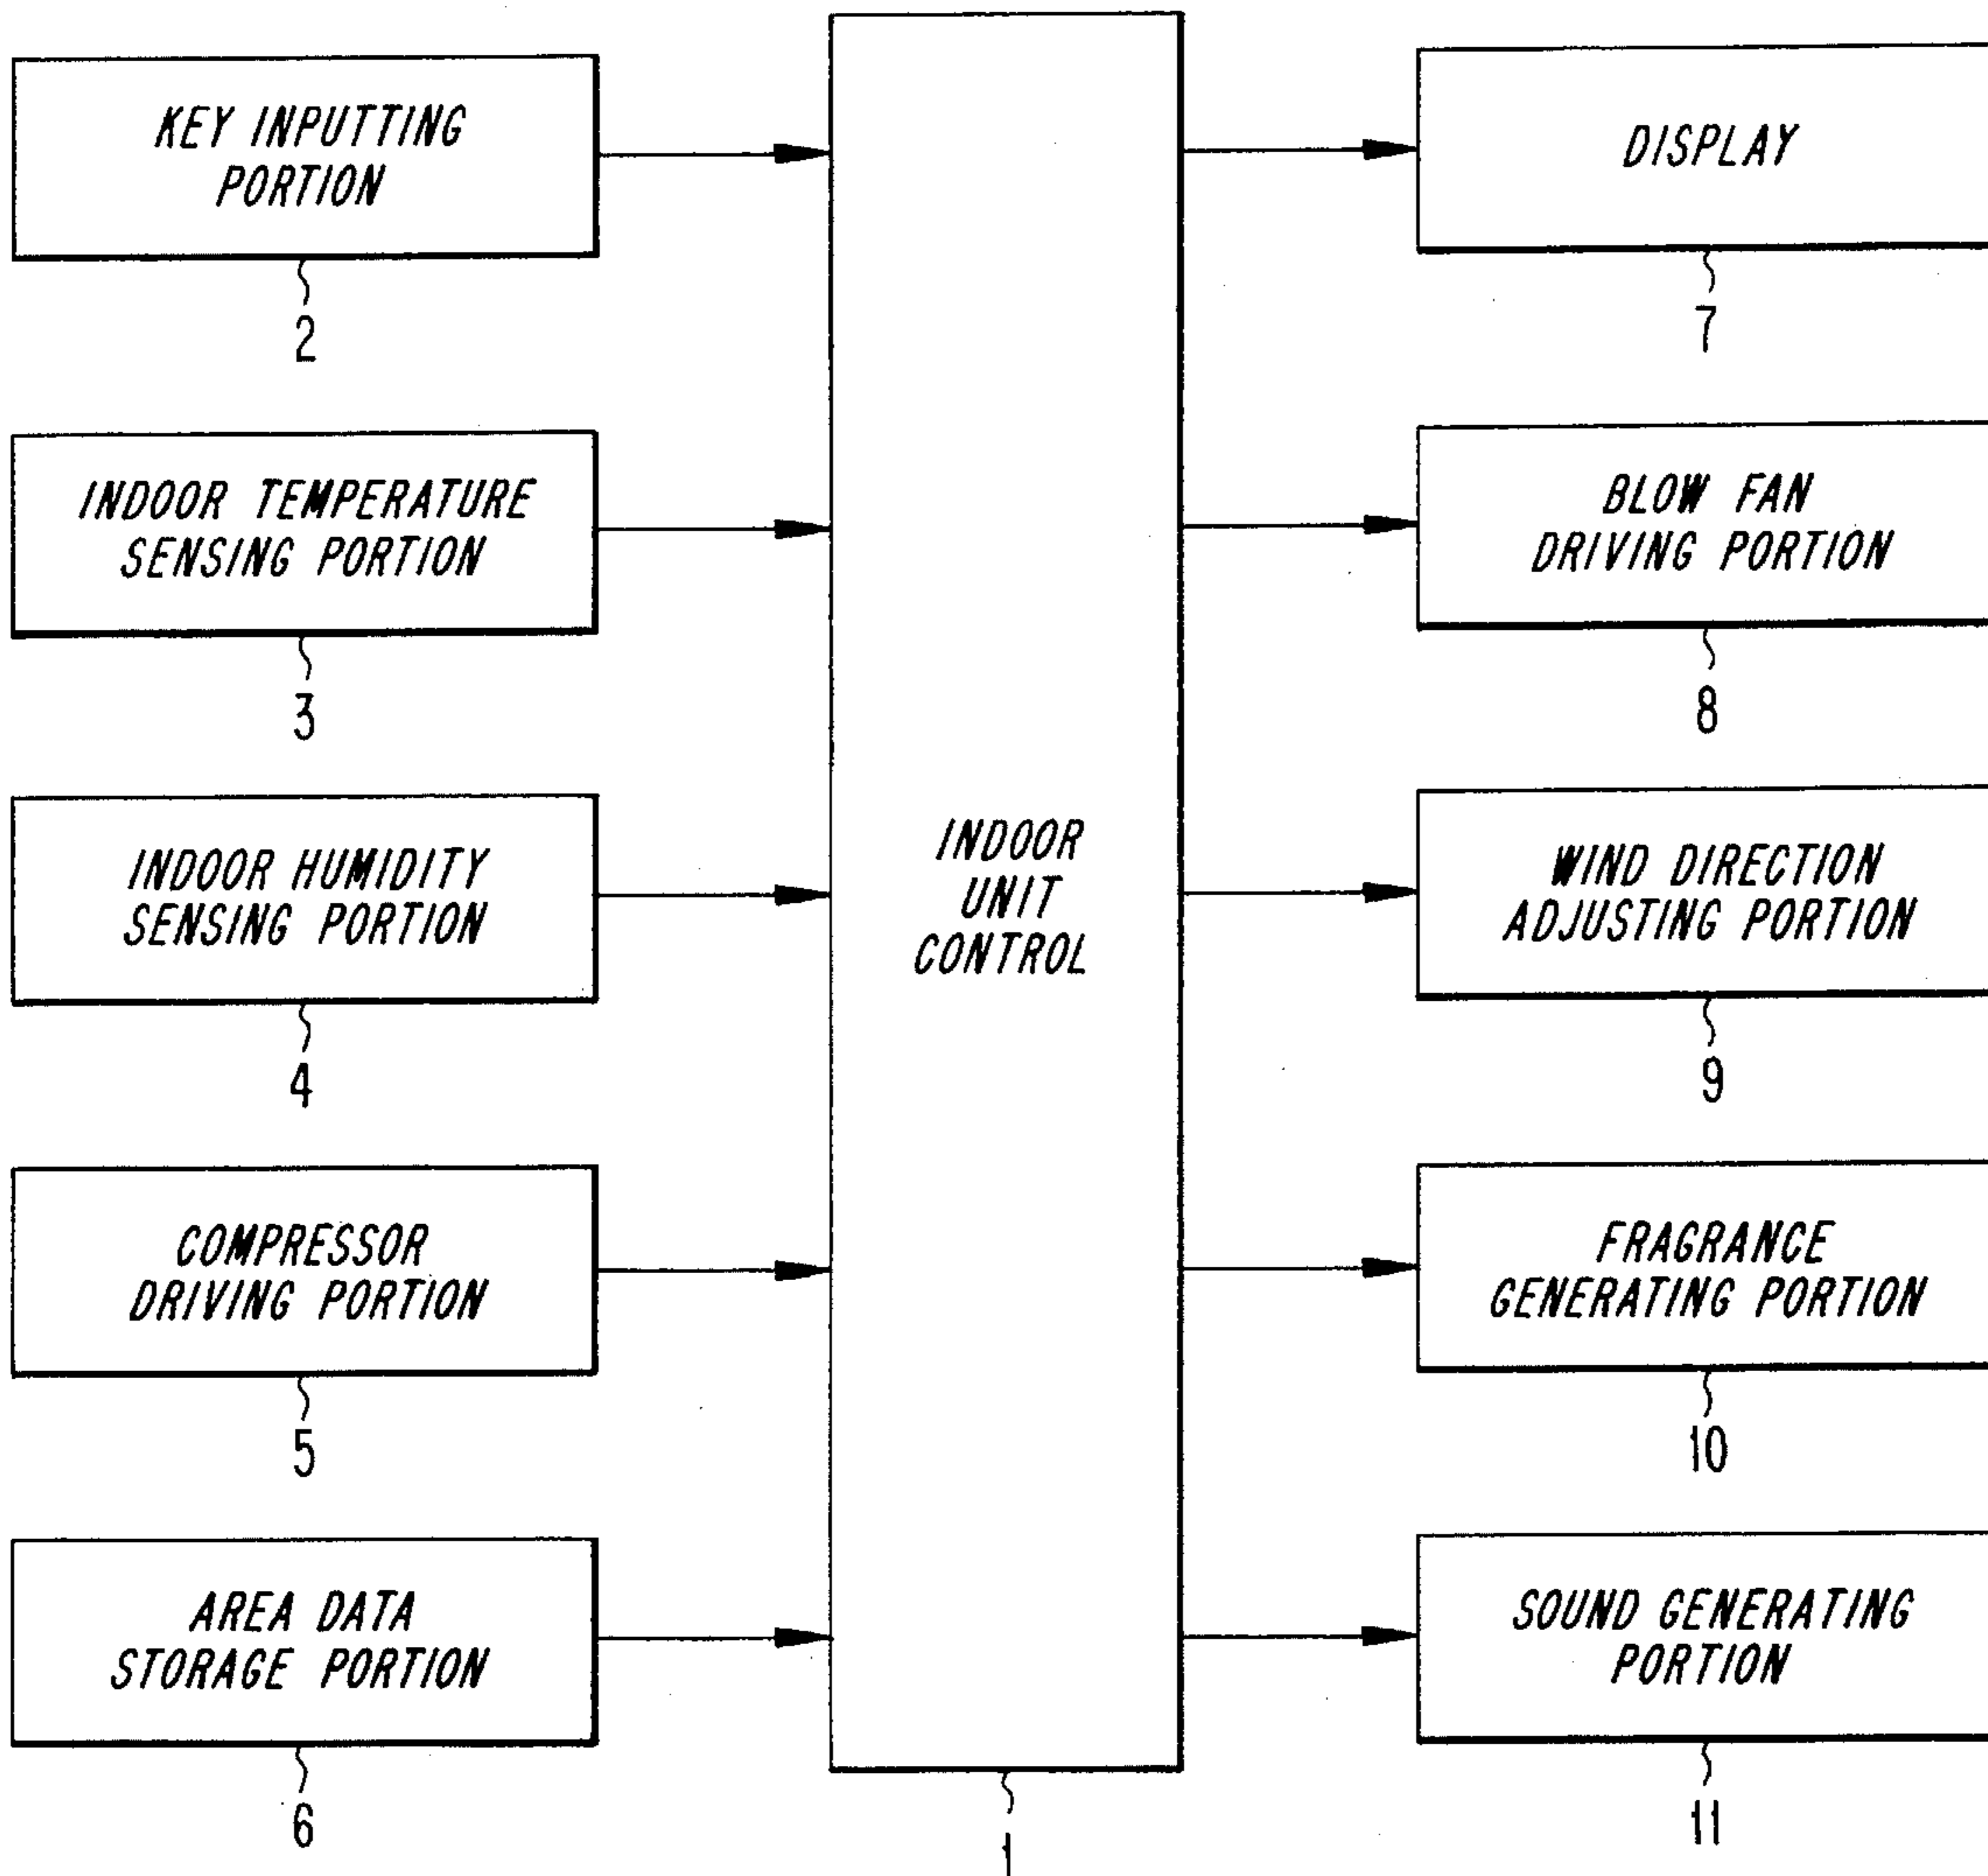 KEY INPUTTING
PORTION
2
INDOOR TEMPERATURE
SENSING PORTION
3
INDOOR HUMIDITY
SENSING PORTION
4
COMPRESSOR
DRIVING PORTION
5
AREA DATA
STORAGE PORTION
6
INDOOR
UNIT
CONTROL
1
DISPLAY
7
BLOW FAN
DRIVING PORTION
8
WIND DIRECTION
ADJUSTING PORTION
9
FRAGRANCE
GENERATING PORTION
10
SOUND GENERATING
PORTION
11